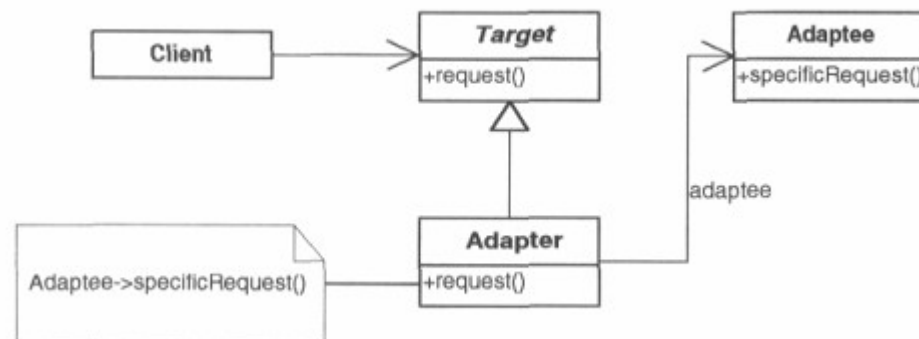 Client
Target
+request()
Adaptee
+specificRequest()
adaptee
Adapter
+request()
Adaptee->specificRequest()